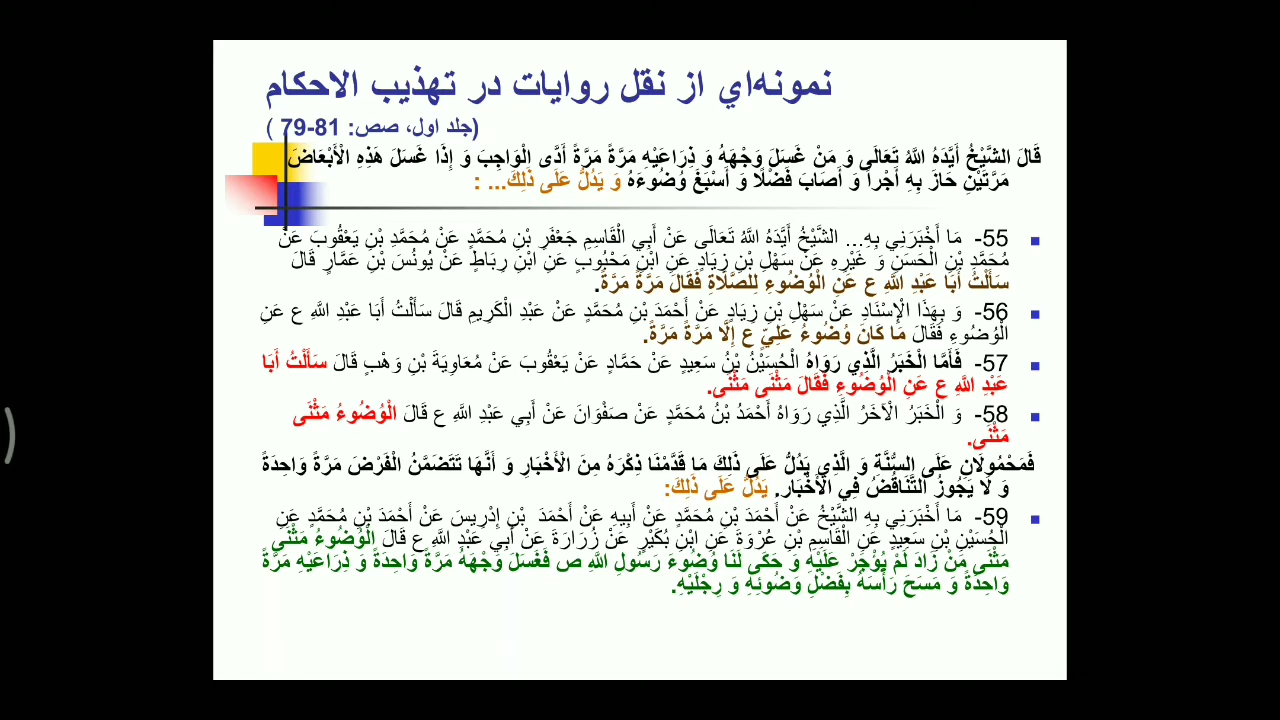 نمونه‌اي از نقل روايات در تهذيب الاحكام
(جلد اول، صص: 81-79 )
قَالَ الشَّيْخُ أَيَّدَهُ اللَّهُ تَعَالَى وَ مَنْ غَسَلَ وَجْهَهُ وَ ذِرَاعَيْهِ مَرَّةً مَرَّةً أَدَّى الْوَاجِبَ وَ إِذَا غَسَلَ هَذِهِ الْأَبْعَاضَ
مَرَّتَيْنِ حَازَ بِهِ أَجْراً وَ أَصَابَ فَضْلًا وَ أَسْبَغَ وُضُوءَهُ وَ يَدُلُّ عَلَى ذَلِكَ... :
55- مَا أَخْبَرَنِي بِهِ... الشَّيْخُ أَيَّدَهُ اللَّهُ تَعَالَى عَنْ أَبِي الْقَاسِمِ جَعْفَرِ بْنِ مُحَمَّدٍ عَنْ مُحَمَّدِ بْنِ يَعْقُوبَ عَنْ
مُحَمَّدِ بْنِ الْحَسَنِ وَ غَيْرِهِ عَنْ سَهْلِ بْنِ زِيَادٍ عَنِ ابْنِ مَحْبُوبٍ عَنِ ابْنِ رِبَاطٍ عَنْ يُونُسَ بْنِ عَمَّارٍ قَالَ
سَأَلْتُ أَبَا عَبْدِ اللَّهِ ع عَنِ الْوُضُوءِ لِلصَّلَاةِ فَقَالَ مَرَّةً مَرَّةً.
56- وَ بِهَذَا الْإِسْنَادِ عَنْ سَهْلِ بْنِ زِيَادٍ عَنْ أَحْمَدَ بْنِ مُحَمَّدٍ عَنْ عَبْدِ الْكَرِيمِ قَالَ سَأَلْتُ أَبَا عَبْدِ اللَّهِ ع عَنِ
الْوُضُوءِ فَقَالَ مَا كَانَ وُضُوءُ عَلِيٍّ ع إِلَّا مَرَّةً مَرَّةً.
57- فَأَمَّا الْخَبَرُ الَّذِي رَوَاهُ الْحُسَيْنُ بْنُ سَعِيدٍ عَنْ حَمَّادٍ عَنْ يَعْقُوبَ عَنْ مُعَاوِيَةَ بْنِ وَهْبٍ قَالَ سَأَلْتُ أَبَا
عَبْدِ اللَّهِ ع عَنِ الْوُضُوءِ فَقَالَ مَثْنَى مَثْنَى.
58- وَ الْخَبَرُ الْآخَرُ الَّذِي رَوَاهُ أَحْمَدُ بْنُ مُحَمَّدٍ عَنْ صَفْوَانَ عَنْ أَبِي عَبْدِ اللَّهِ ع قَالَ الْوُضُوءُ مَثْنَى
مَثْنَى.
فَمَحْمُولَانِ عَلَى السُّنَّةِ وَ الَّذِي يَدُلُّ عَلَى ذَلِكَ مَا قَدَّمْنَا ذِكْرَهُ مِنَ الْأَخْبَارِ وَ أَنَّهَا تَتَضَمَّنُ الْفَرْضَ مَرَّةً وَاحِدَةً
وَ لَا يَجُوزُ التَّنَاقُضُ فِي الْأَخْبَارِ. يَدُلُّ عَلَى ذَلِكَ:
59- مَا أَخْبَرَنِي بِهِ الشَّيْخُ عَنْ أَحْمَدَ بْنِ مُحَمَّدٍ عَنْ أَبِيهِ عَنْ أَحْمَدَ بْنِ إِدْرِيسَ عَنْ أَحْمَدَ بْنِ مُحَمَّدٍ عَنِ
الْحُسَيْنِ بْنِ سَعِيدٍ عَنِ الْقَاسِمِ بْنِ عُرْوَةَ عَنِ ابْنِ بُكَيْرٍ عَنْ زُرَارَةَ عَنْ أَبِي عَبْدِ اللَّهِ ع قَالَ الْوُضُوءُ مَثْنَى
مَثْنَى مَنْ زَادَ لَمْ يُؤْجَرْ عَلَيْهِ وَ حَكَى لَنَا وُضُوءَ رَسُولِ اللَّهِ ص فَغَسَلَ وَجْهَهُ مَرَّةً وَاحِدَةً وَ ذِرَاعَيْهِ مَرَّةً
وَاحِدَةً وَ مَسَحَ رَأْسَهُ بِفَضْلِ وَضُوئِهِ وَ رِجْلَيْهِ.